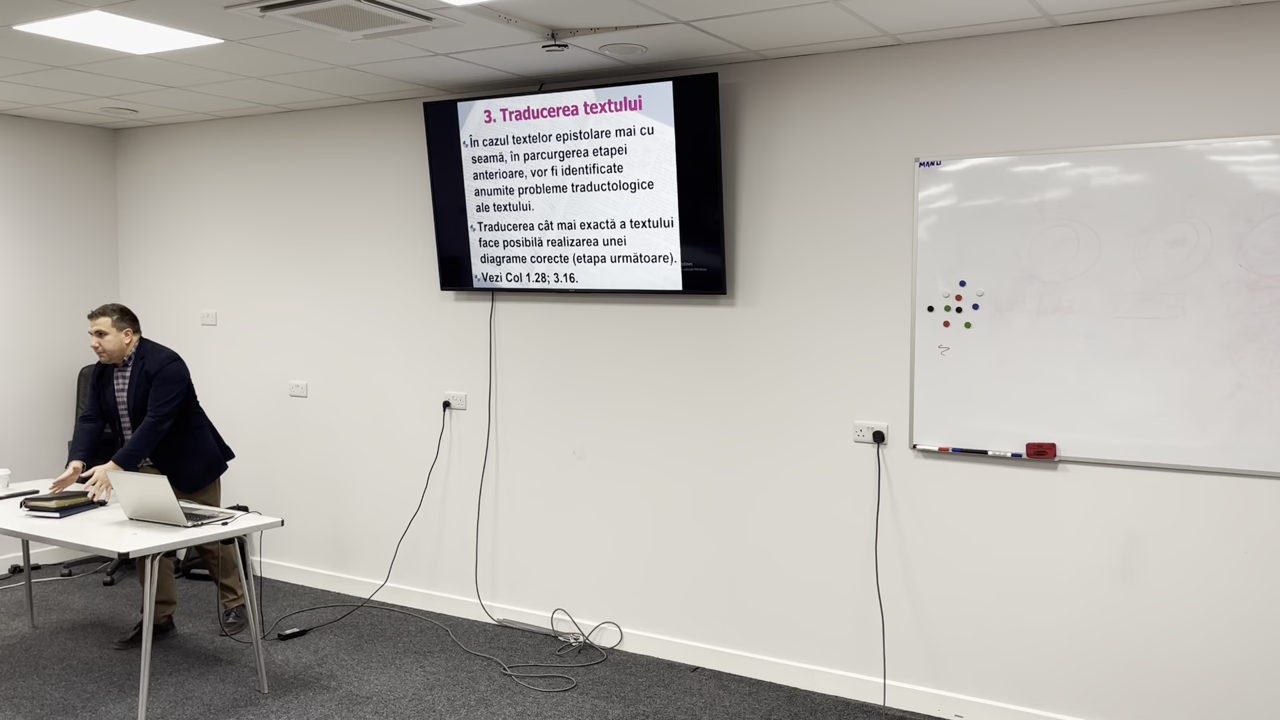 3. Traducerea textului
În cazul textelor epistolare mai cu
seamă, în parcurgerea etapei
anterioare, vor fi identificate
anumite probleme traductologice
ale textului.
Traducerea cât mai exactă a textului
face posibilă realizarea unei
diagrame corecte (etapa următoare).
Vezi Col 1.28; 3.16.